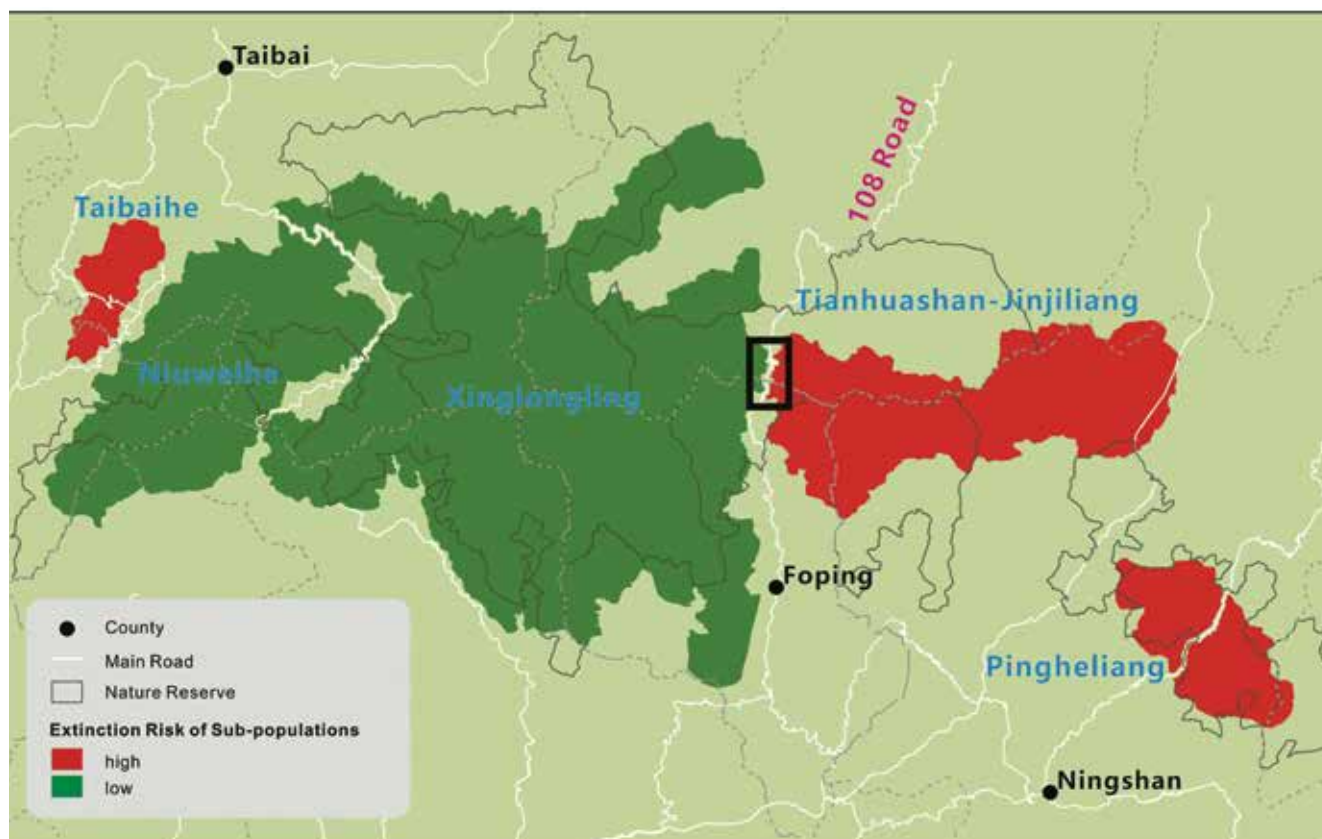 Taibai
108 Road
Taibaihe
Tianhuashan-Jinjiliang
Niuweihe
Xinglongling
Foping
Pingheliang
Ningshan
County
Main Road
Nature Reserve
Extinction Risk of Sub-populations
high
low